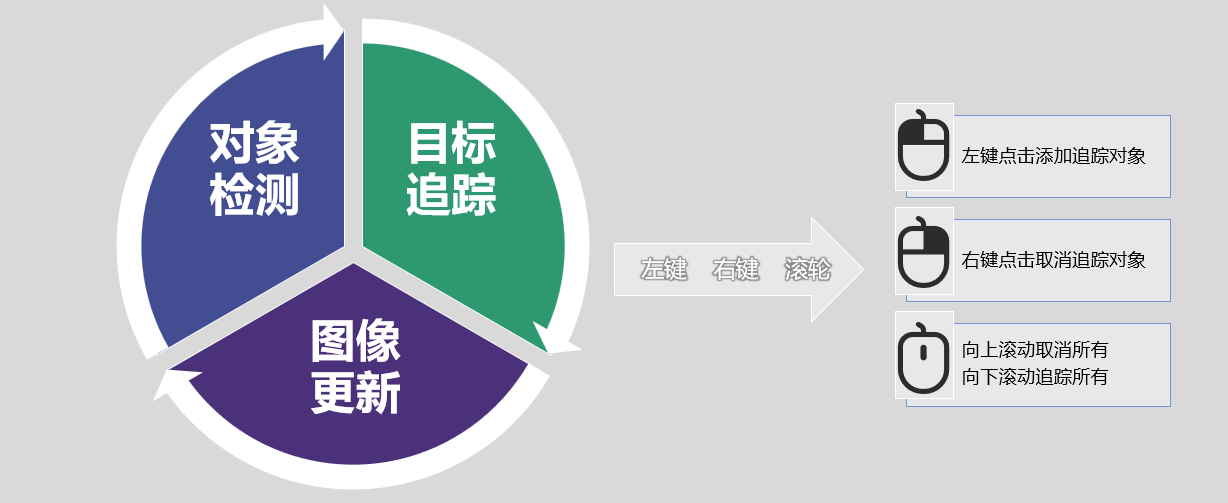 对象
检测
目标
追踪
图像
更新
左键 右键 滚轮
左键点击添加追踪对象
右键点击取消追踪对象
向上滚动取消所有
向下滚动追踪所有